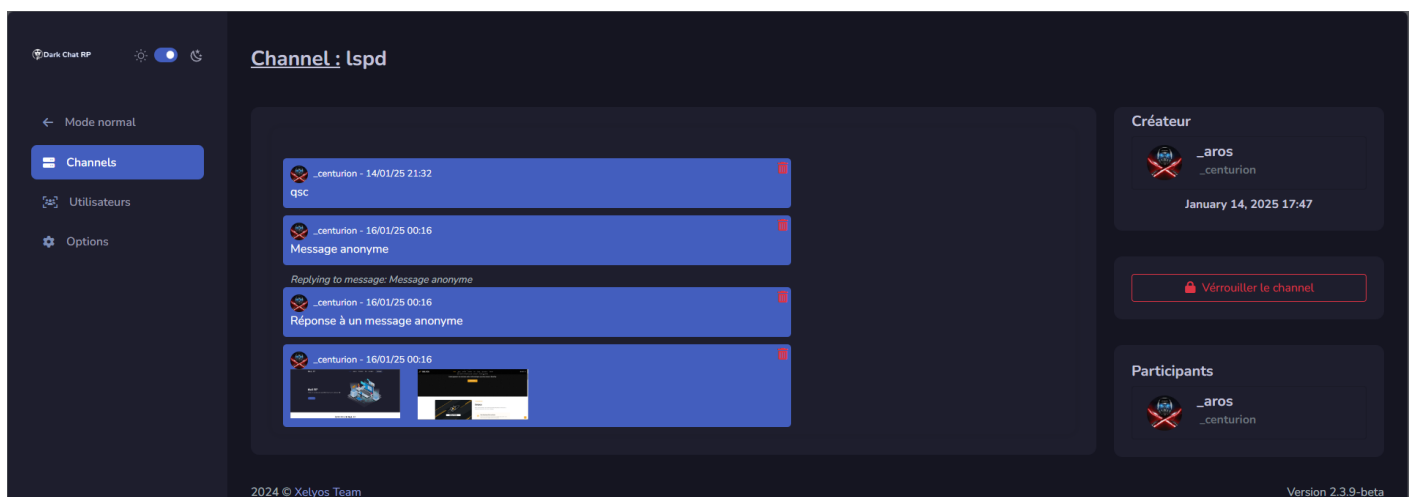 Dark Chat RP
Mode normal
Channels
Utilisateurs
Options
Channel : lspd
_centurion - 14/01/25 21:32
qsc
_centurion - 16/01/25 00:16
Message anonyme
Replying to message: Message anonyme
_centurion - 16/01/25 00:16
Réponse à un message anonyme
_centurion - 16/01/25 00:16
Créateur
_aros
_centurion
January 14, 2025 17:47
Vérrouiller le channel
Participants
_aros
_centurion
2024 © Xelyos Team
Version 2.3.9-beta